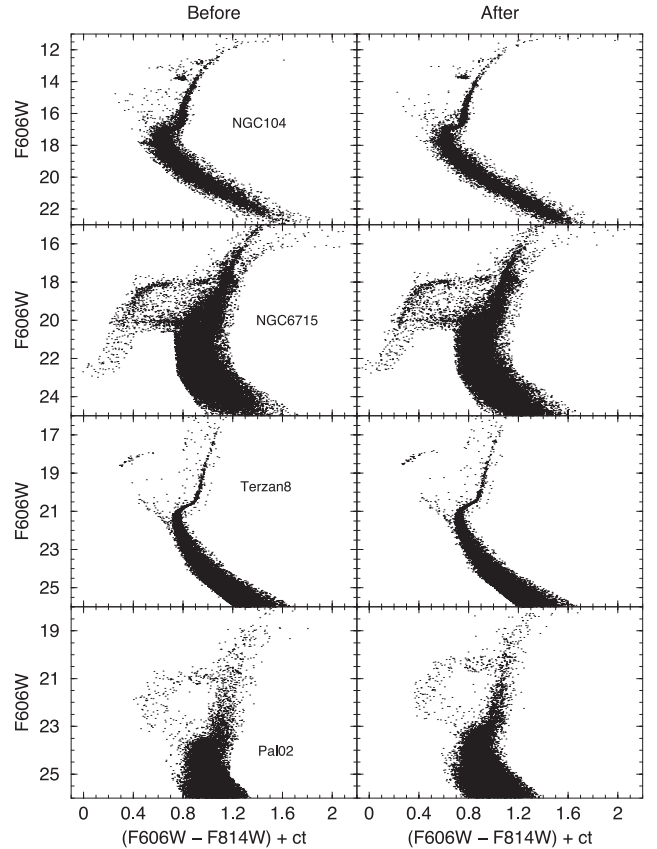 Before After
12
14
16
18
20
22
F606W
NGC104
16
18
20
22
24
F606W
NGC6715
17
19
21
23
25
F606W
Terzan8
19
21
23
25
F606W
Pal02
0 0.4 0.8 1.2 1.6 0 0.4 0.8 1.2 1.6 2
(F606W − F814W) + ct (F606W − F814W) + ct